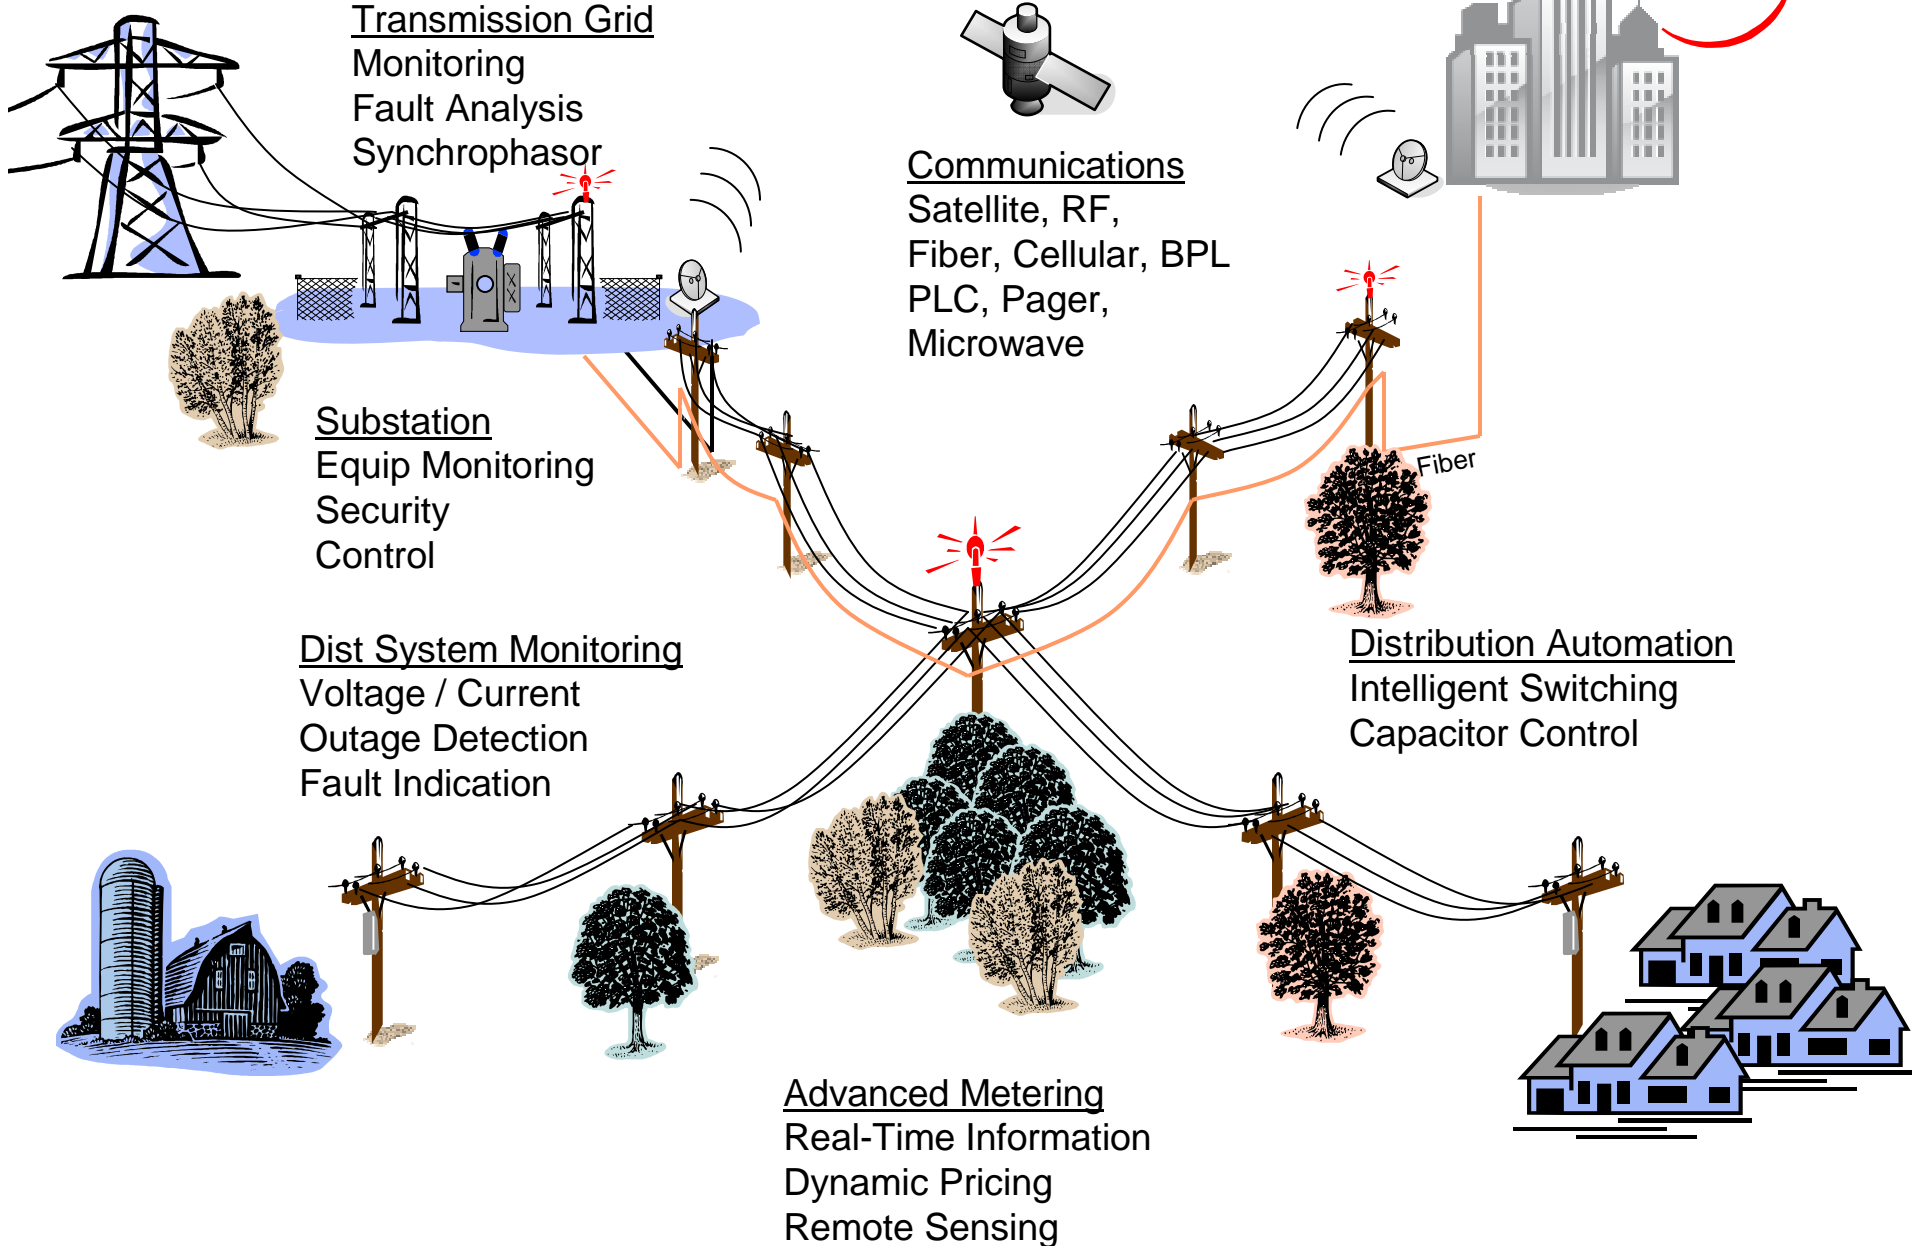 Transmission Grid
Monitoring
Fault Analysis
Synchrophasor
Communications
Satellite, RF,
Fiber, Cellular, BPL
PLC, Pager,
Microwave
Substation
Equip Monitoring
Security
Control
Fiber
Dist System Monitoring
Voltage / Current
Outage Detection
Fault Indication
Distribution Automation
Intelligent Switching
Capacitor Control
Advanced Metering
Real-Time Information
Dynamic Pricing
Remote Sensing